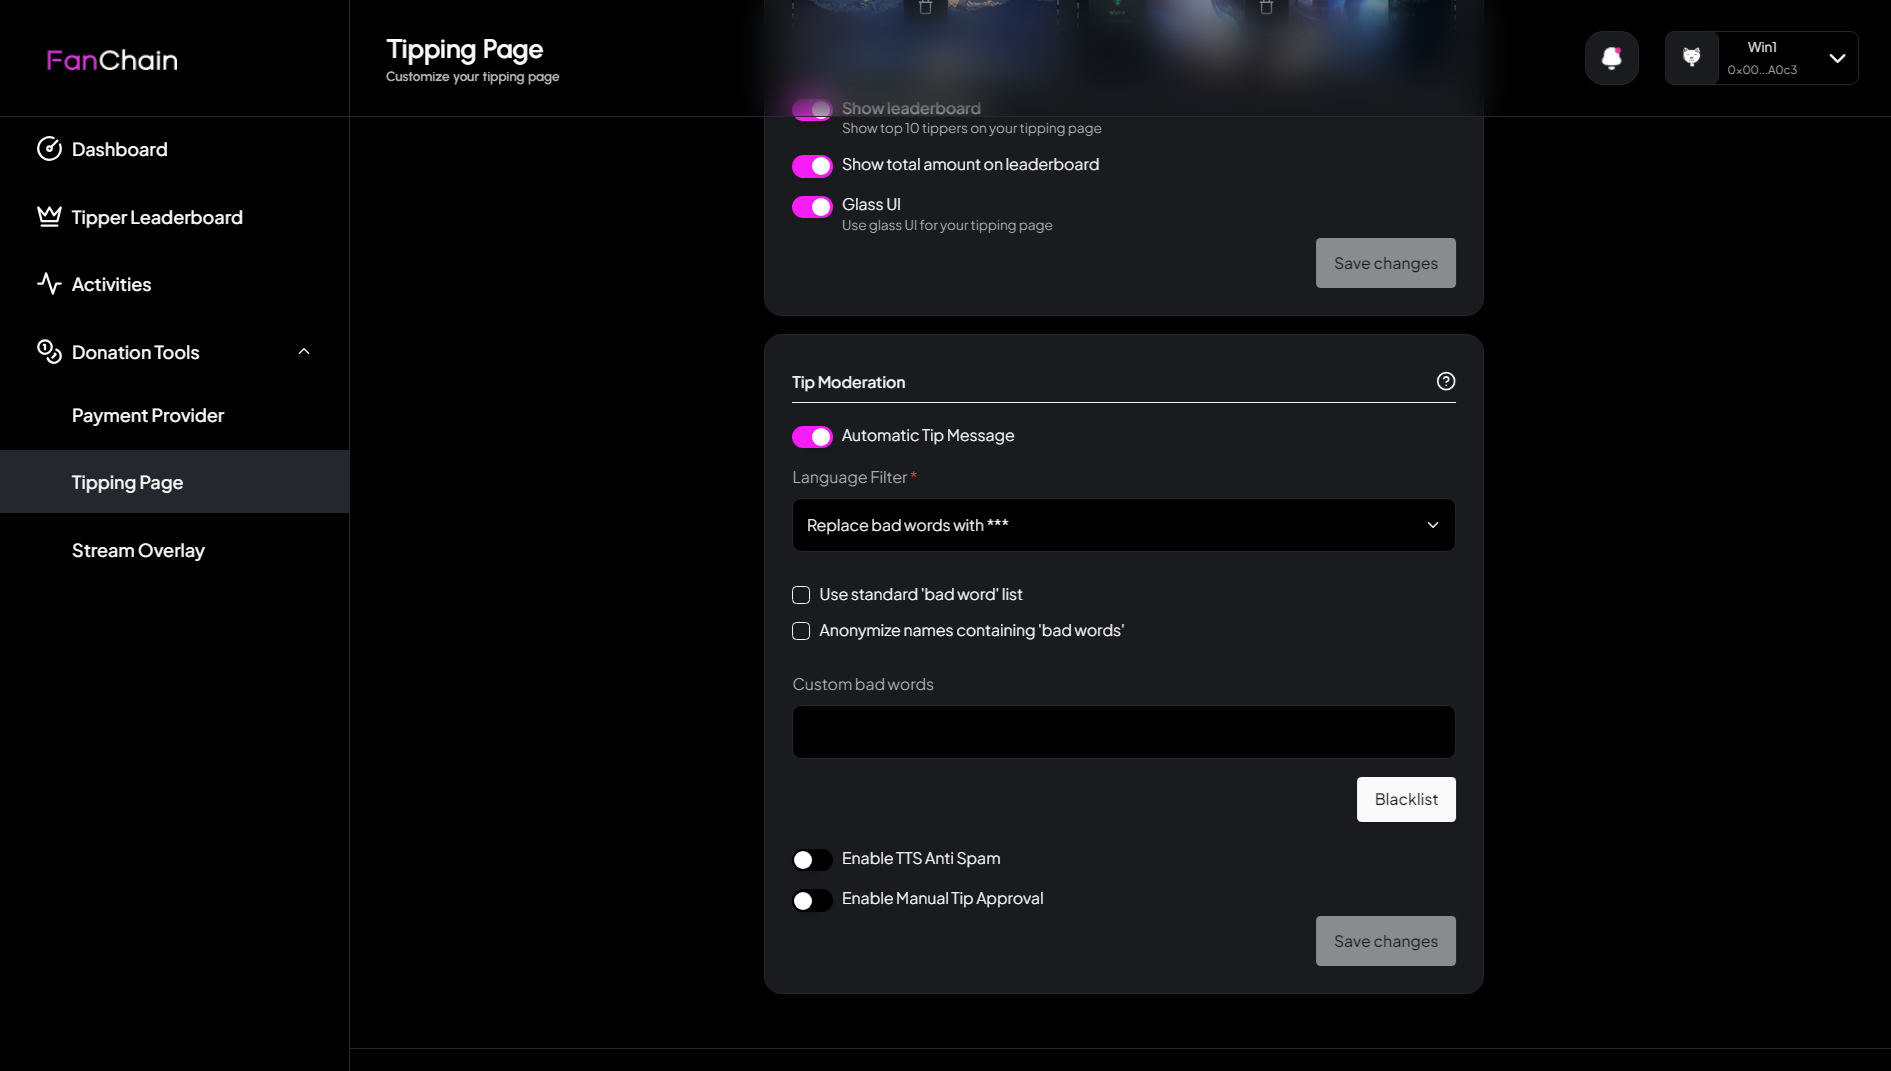 FanChain
Tipping Page
Customize your tipping page
Win1
0x00...A0c3
Dashboard
Tipper Leaderboard
Activities
Donation Tools
Payment Provider
Tipping Page
Stream Overlay
Show leaderboard
Show top 10 tippers on your tipping page
Show total amount on leaderboard
Glass UI
Use glass UI for your tipping page
Save changes
Tip Moderation
Automatic Tip Message
Language Filter *
Replace bad words with ***
Use standard 'bad word' list
Anonymize names containing 'bad words'
Custom bad words
Blacklist
Enable TTS Anti Spam
Enable Manual Tip Approval
Save changes